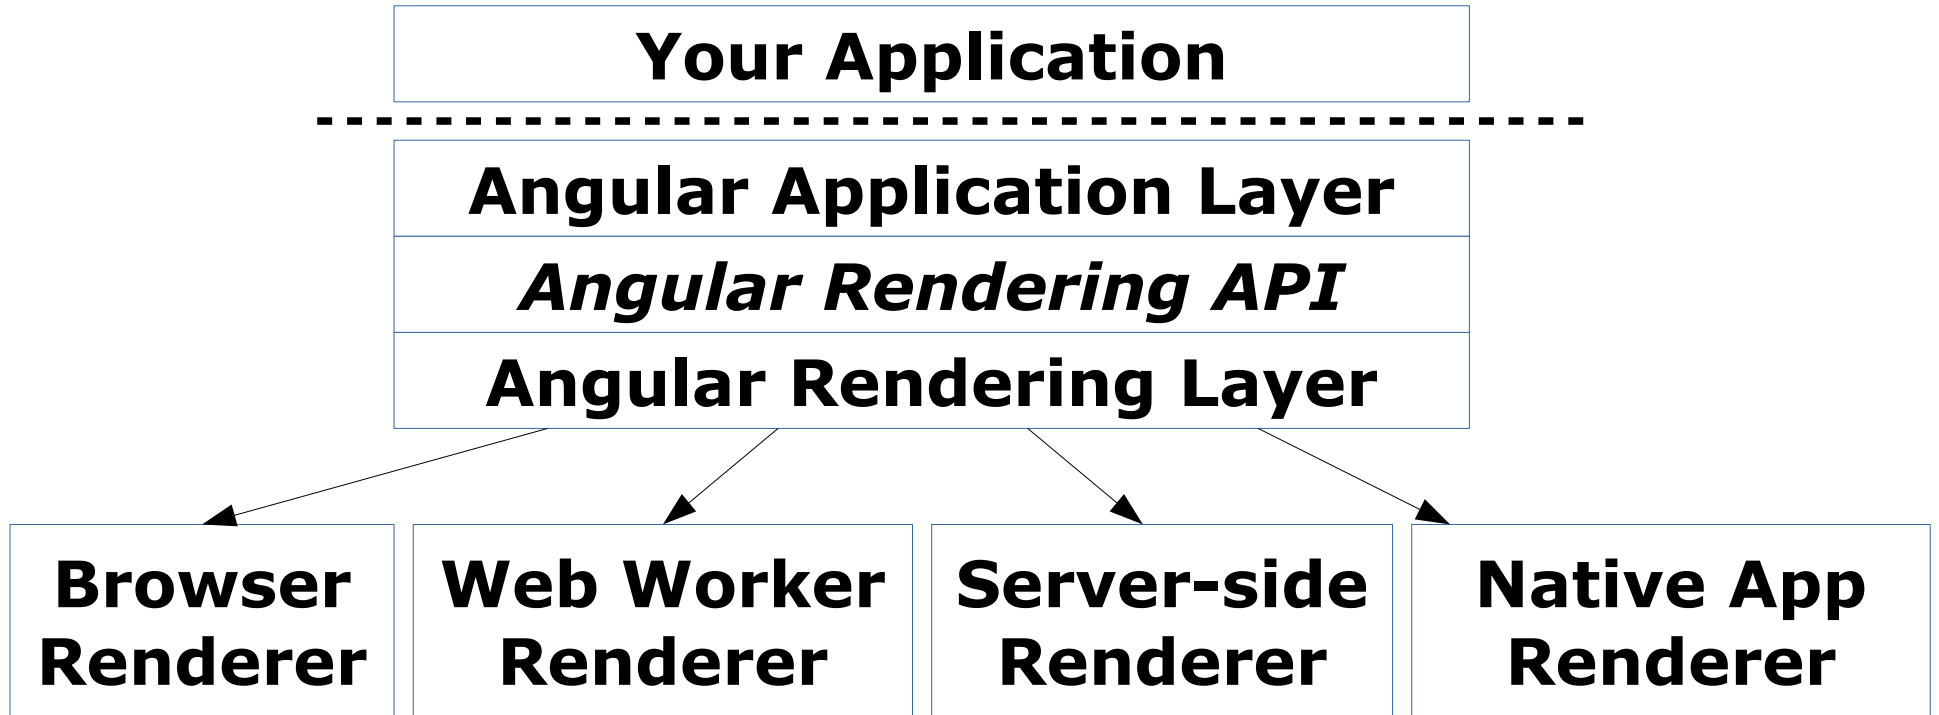 Your Application
Angular Application Layer
Angular Rendering API
Angular Rendering Layer
Browser
Renderer
Web Worker
Renderer
Server-side
Renderer
Native App
Renderer